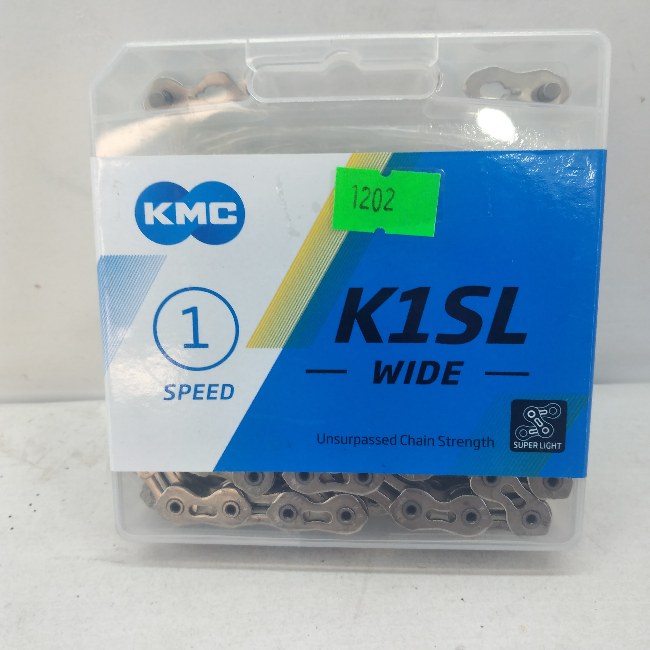 KMC
1202
1
SPEED
K1SL
WIDE
Unsurpassed Chain Strength
SUPER LIGHT